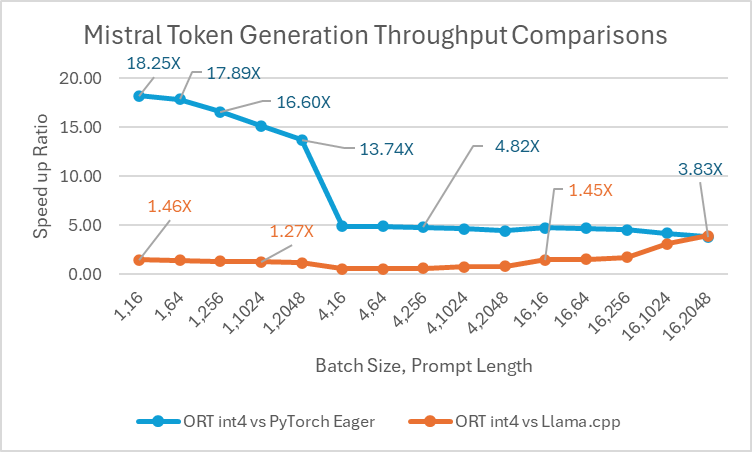 Mistral Token Generation Throughput Comparisons
20.00
15.00
10.00
5.00
0.00
Speed up Ratio
18.25X
17.89X
16.60X
13.74X
4.82X
3.83X
1.46X
1.27X
1.45X
1,16
1,64
1,256
1,1024
1,2048
4,16
4,64
4,256
4,1024
4,2048
16,16
16,64
16,256
16,1024
16,2048
Batch Size, Prompt Length
ORT int4 vs PyTorch Eager
ORT int4 vs Llama.cpp